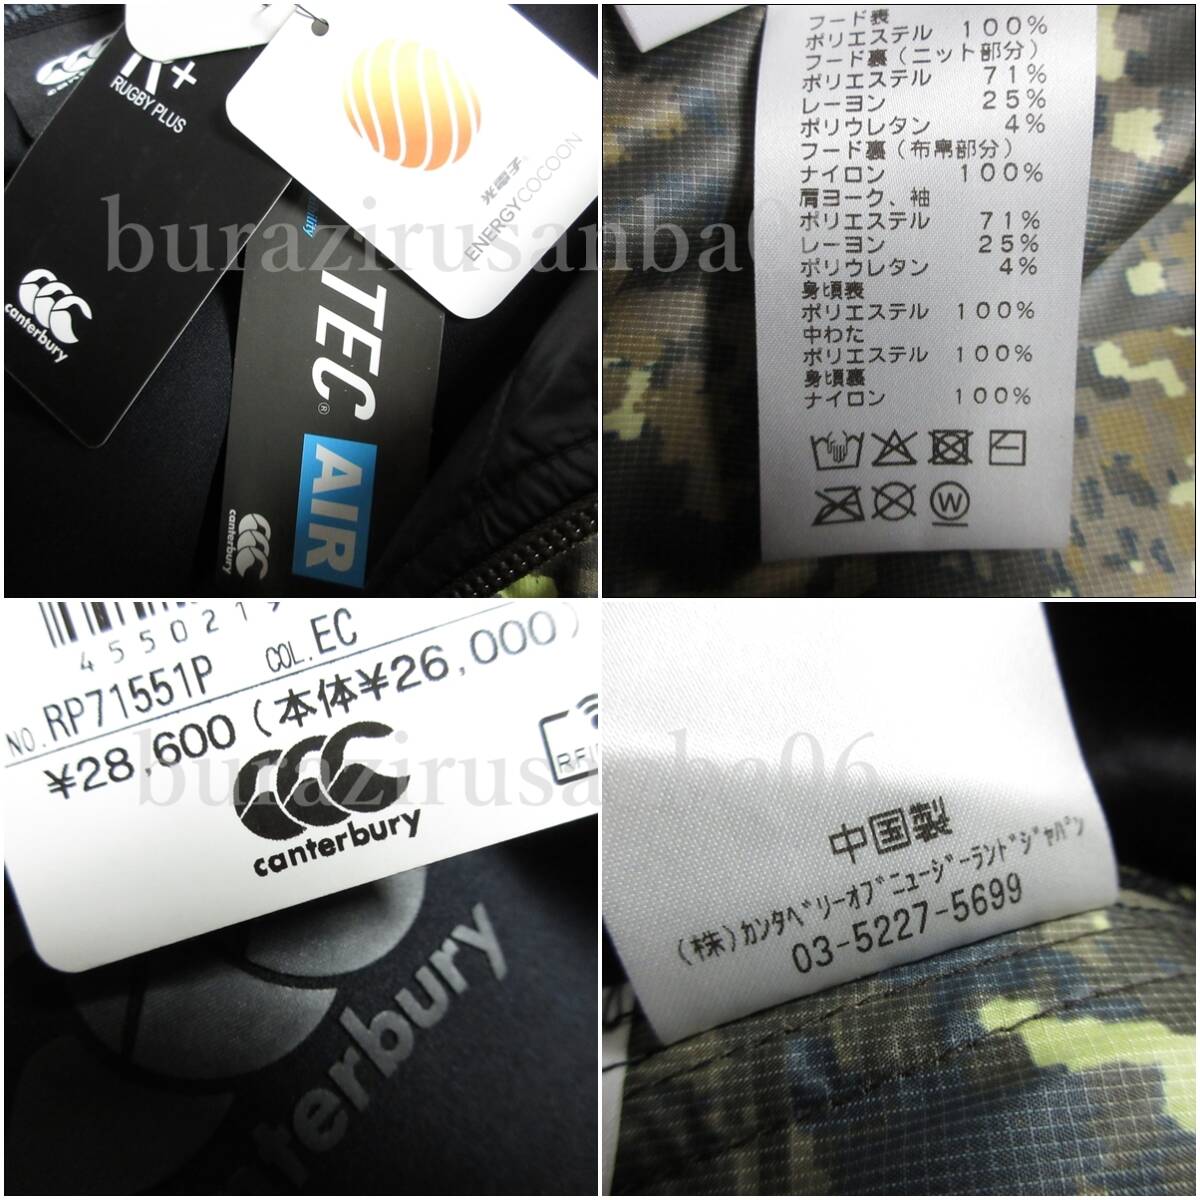 R+
RUGBY PLUS
canterbury
光電子®
ENERGYCOCOON
TEC®
AIR
canterbury
フード表
ポリエステル 100%
フード裏(ニット部分)
ポリエステル 71%
レーヨン 25%
ポリウレタン 4%
フード裏(布帛部分)
ナイロン 100%
肩ヨーク、袖
ポリエステル 71%
レーヨン 25%
ポリウレタン 4%
身頃表
ポリエステル 100%
中わた
ポリエステル 100%
身頃裏
ナイロン 100%
W
burazirusanba0
NO. RP71551P COL. EC
¥28,600(本体¥26,000)
canterbury
canterbury
中国製
(株)カンタベリーオブニュージーランドジャパン
03-5227-5699
burazirusanba06